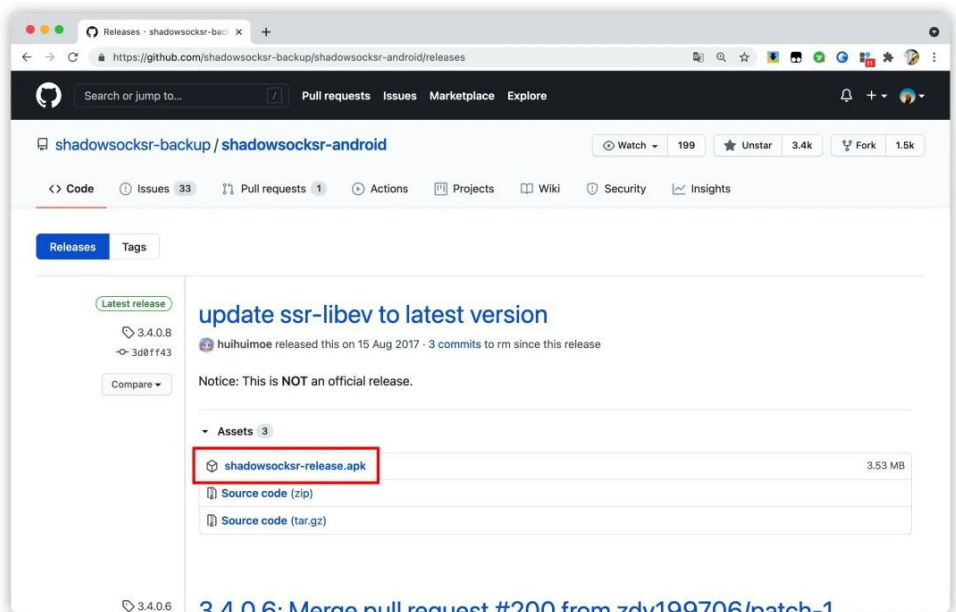 Releases · shadowsocksr-bac
https://github.com/shadowsocksr-backup/shadowsocksr-android/releases
11
Search or jump to... / Pull requests Issues Marketplace Explore
shadowsocksr-backup / shadowsocksr-android Watch 199 Unstar 3.4k Fork 1.5k
Code Issues 33 Pull requests 1 Actions Projects Wiki Security Insights
Releases Tags
Latest release
3.4.0.8
3d0ff43
Compare
update ssr-libev to latest version
huihuimoe released this on 15 Aug 2017 · 3 commits to rm since this release
Notice: This is NOT an official release.
Assets 3
shadowsocksr-release.apk 3.53 MB
Source code (zip)
Source code (tar.gz)
3.4.0.6
3.4.0.6: Merge pull request #200 from zdy199706/patch-1